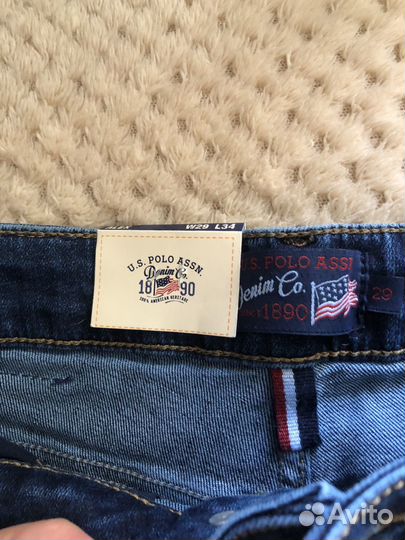 W29 L34
U.S. POLO ASSN.
Denim Co.
18 90
100% AMERICAN HERITAGE
U.S. POLO ASSN
Denim Co.
1890
29
Avito